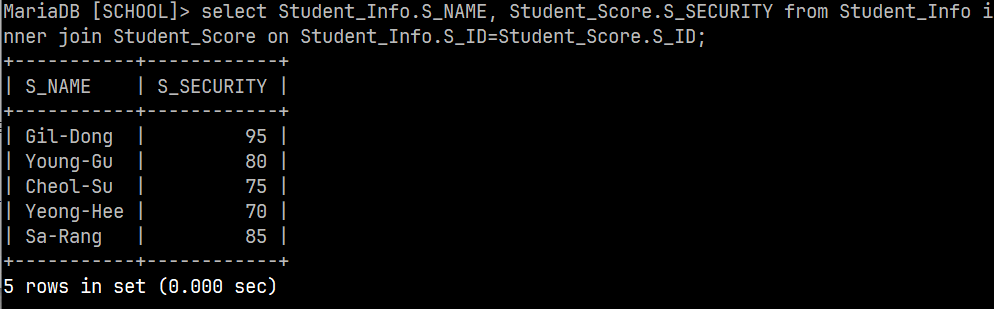 MariaDB [SCHOOL]> select Student_Info.S_NAME, Student_Score.S_SECURITY from Student_Info i
nner join Student_Score on Student_Info.S_ID=Student_Score.S_ID;
+-----------+------------+
| S_NAME    | S_SECURITY |
+-----------+------------+
| Gil-Dong  |         95 |
| Young-Gu  |         80 |
| Cheol-Su  |         75 |
| Yeong-Hee |         70 |
| Sa-Rang   |         85 |
+-----------+------------+
5 rows in set (0.000 sec)